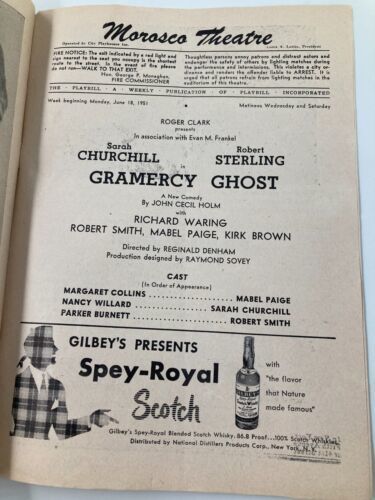 Morosco Theatre
Operated by City Playhouses Inc.
Louis A. Lotito, President
FIRE NOTICE: The exit indicated by a red light and
sign nearest to the seat you occupy is the shortest
route to the street. In the event of fire please
do not run—WALK TO THAT EXIT.
Hon. George P. Monaghan,
FIRE COMMISSIONER
Thoughtless persons annoy patrons and distract actors and
endanger the safety of others by lighting matches during
the performance and intermissions. This violates a city or-
dinance and renders the offender liable to ARREST. It is
urged that all patrons refrain from lighting matches in the
auditorium of this theatre.
THE · PLAYBILL · A · WEEKLY · PUBLICATION · OF · PLAYBILL · INCORPORATED
Week beginning Monday, June 18, 1951
Matinees Wednesday and Saturday
ROGER CLARK
presents
In association with Evan M. Frankel
Sarah
CHURCHILL
Robert
STERLING
in
GRAMERCY GHOST
A New Comedy
By JOHN CECIL HOLM
with
RICHARD WARING
ROBERT SMITH, MABEL PAIGE, KIRK BROWN
Directed by REGINALD DENHAM
Production designed by RAYMOND SOVEY
CAST
(In Order of Appearance)
MARGARET COLLINS .................... MABEL PAIGE
NANCY WILLARD .................... SARAH CHURCHILL
PARKER BURNETT .................... ROBERT SMITH
GILBEY'S PRESENTS
Spey-Royal
Scotch
GILBEY'S
with
"the flavor
that Nature
made famous"
Gilbey's Spey-Royal Blended Scotch Whisky. 86.8 Proof...100% Scotch Whiskies
Distributed by National Distillers Products Corp., New York, N. Y.